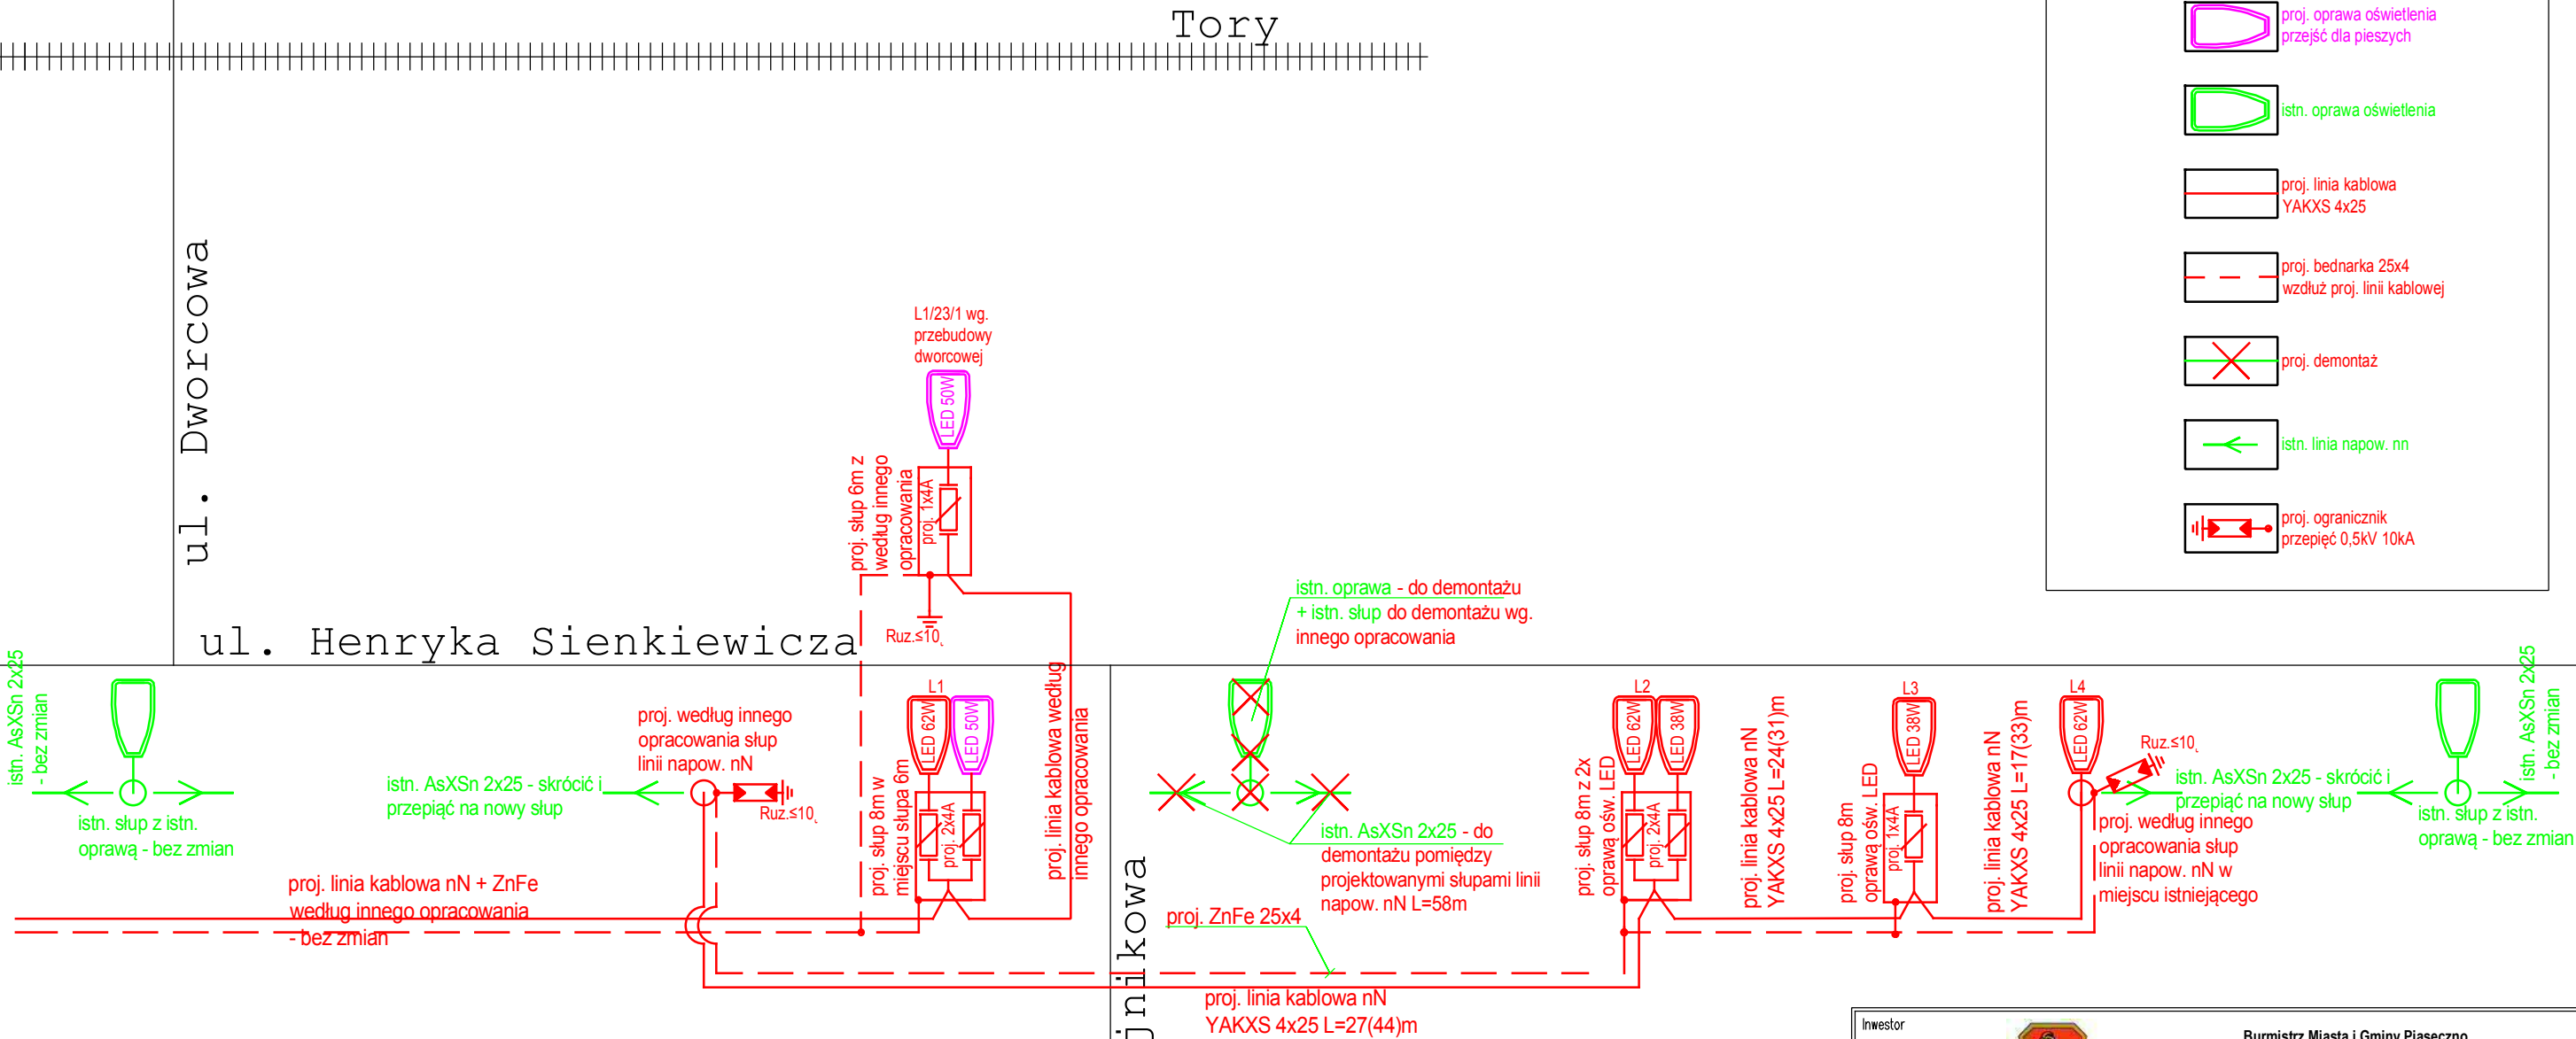 Tory
proj. oprawa oświetlenia
przejść dla pieszych
istn. oprawa oświetlenia
proj. linia kablowa
YAKXS 4x25
proj. bednarka 25x4
wzdłuż proj. linii kablowej
proj. demontaż
istn. linia napow. nn
proj. ogranicznik
przepięć 0,5kV 10kA
ul. Dworcowa
ul. Henryka Sienkiewicza
L1/23/1 wg.
przebudowy
dworcowej
LED 50W
proj. słup 6m z
według innego
opracowania
proj. 1x4A
Ruz.≤10
istn. AsXSn 2x25
- bez zmian
istn. słup z istn.
oprawą - bez zmian
istn. AsXSn 2x25 - skrócić i
przepiąć na nowy słup
proj. według innego
opracowania słup
linii napow. nN
Ruz.≤10
proj. linia kablowa nN + ZnFe
według innego opracowania
- bez zmian
L1
LED 62W
LED 50W
proj. słup 8m w
miejscu słupa 6m
proj. 2x4A
proj. linia kablowa według
innego opracowania
istn. oprawa - do demontażu
+ istn. słup do demontażu wg.
innego opracowania
istn. AsXSn 2x25 - do
demontażu pomiędzy
projektowanymi słupami linii
napow. nN L=58m
proj. ZnFe 25x4
jnikowa
proj. linia kablowa nN
YAKXS 4x25 L=27(44)m
L2
LED 62W
LED 38W
proj. słup 8m z 2x
oprawą ośw. LED
proj. 2x4A
proj. linia kablowa nN
YAKXS 4x25 L=24(31)m
L3
LED 38W
proj. słup 8m
oprawą ośw. LED
proj. 1x4A
proj. linia kablowa nN
YAKXS 4x25 L=17(33)m
L4
LED 62W
Ruz.≤10
istn. AsXSn 2x25 - skrócić i
przepiąć na nowy słup
proj. według innego
opracowania słup
linii napow. nN w
miejscu istniejącego
istn. AsXSn 2x25
- bez zmian
istn. słup z istn.
oprawą - bez zmian
Inwestor
Burmistrz Miasta i Gminy Piaseczno